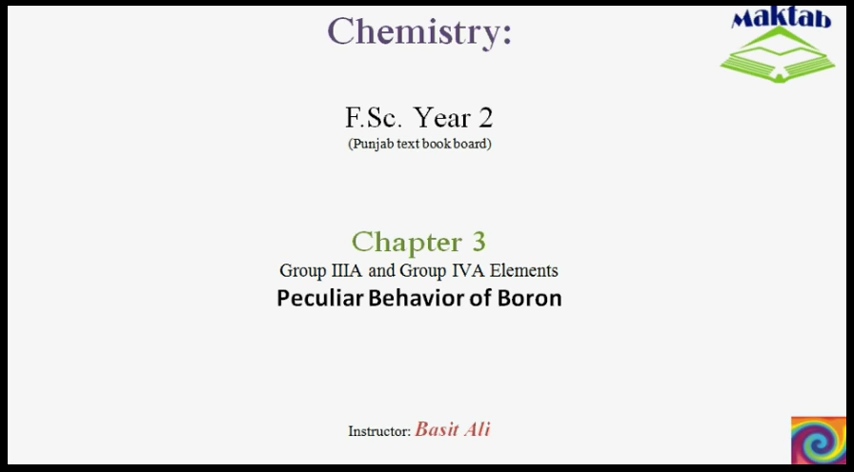 Maktab
Chemistry:
F.Sc. Year 2
(Punjab text book board)
Chapter 3
Group IIIA and Group IVA Elements
Peculiar Behavior of Boron
Instructor: Basit Ali